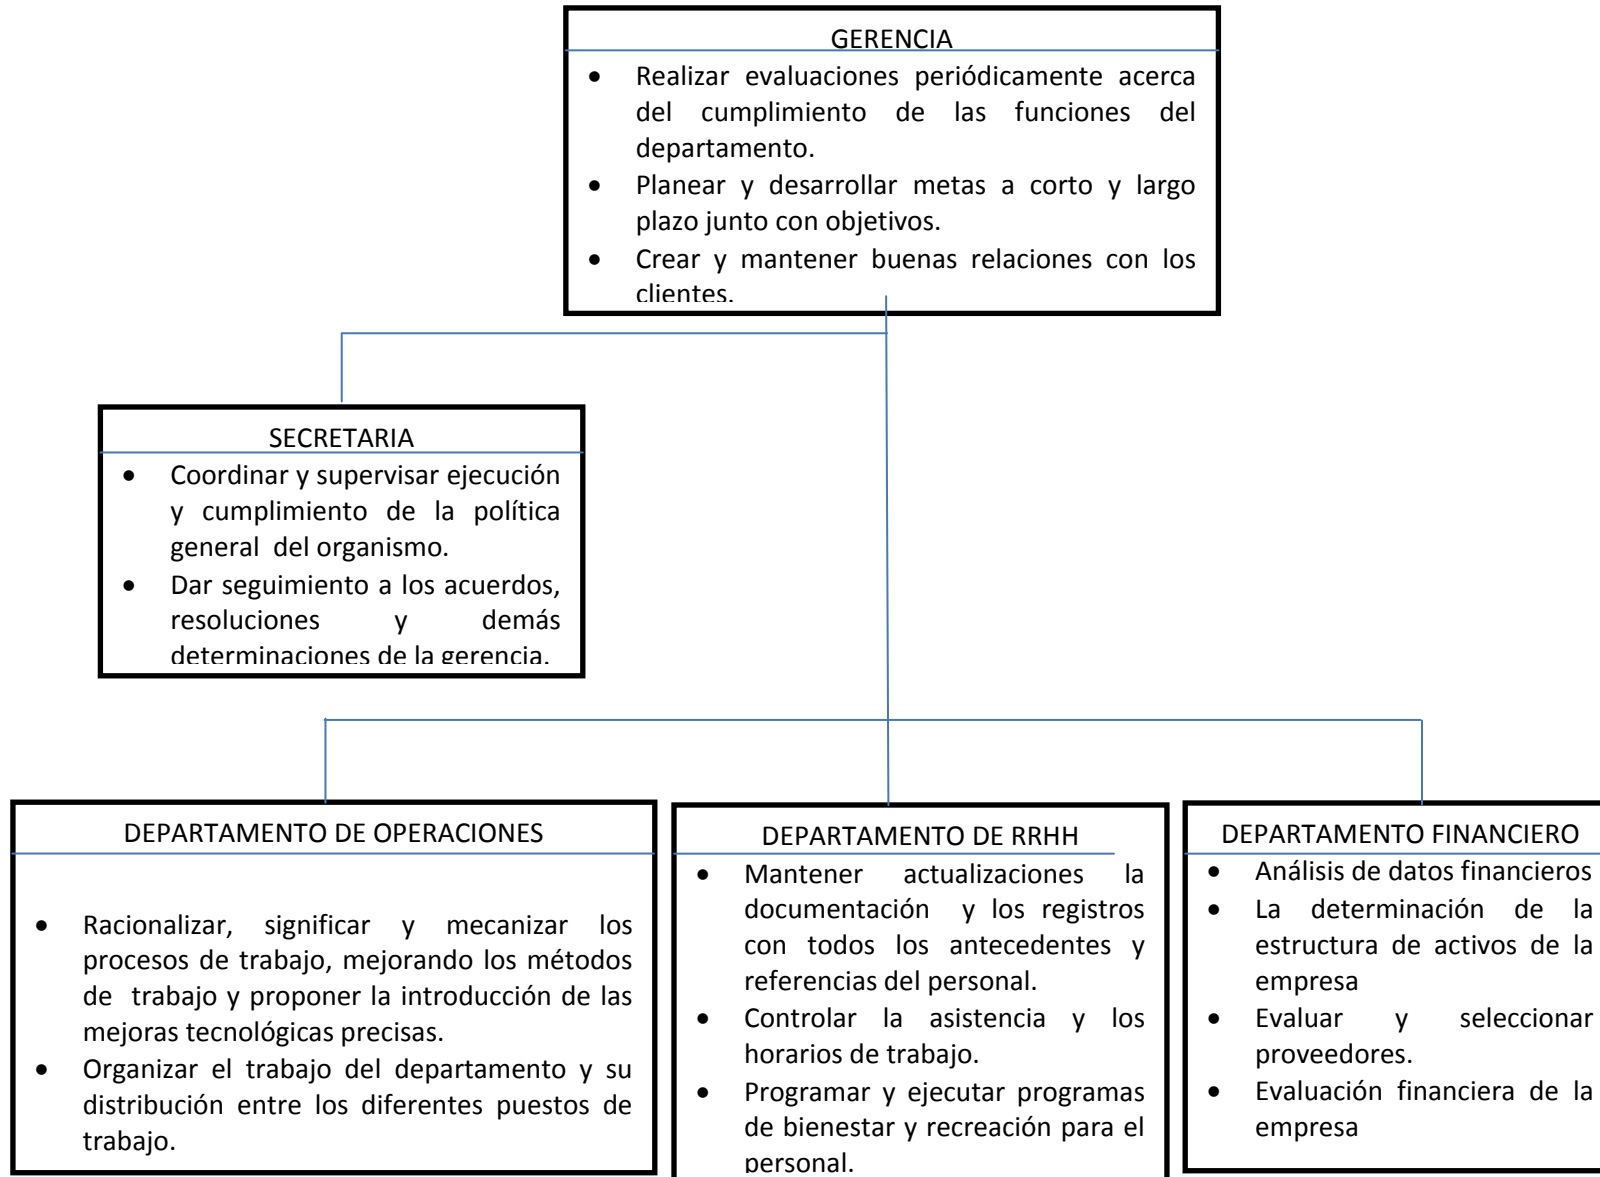 GERENCIA
• Realizar evaluaciones periódicamente acerca
del cumplimiento de las funciones del
departamento.
• Planear y desarrollar metas a corto y largo
plazo junto con objetivos.
• Crear y mantener buenas relaciones con los
clientes.
SECRETARIA
• Coordinar y supervisar ejecución
y cumplimiento de la política
general del organismo.
• Dar seguimiento a los acuerdos,
resoluciones y demás
determinaciones de la gerencia.
DEPARTAMENTO DE OPERACIONES
• Racionalizar, significar y mecanizar los
procesos de trabajo, mejorando los métodos
de trabajo y proponer la introducción de las
mejoras tecnológicas precisas.
• Organizar el trabajo del departamento y su
distribución entre los diferentes puestos de
trabajo.
DEPARTAMENTO DE RRHH
• Mantener actualizaciones la
documentación y los registros
con todos los antecedentes y
referencias del personal.
• Controlar la asistencia y los
horarios de trabajo.
• Programar y ejecutar programas
de bienestar y recreación para el
personal.
DEPARTAMENTO FINANCIERO
• Análisis de datos financieros
• La determinación de la
estructura de activos de la
empresa
• Evaluar y seleccionar
proveedores.
• Evaluación financiera de la
empresa